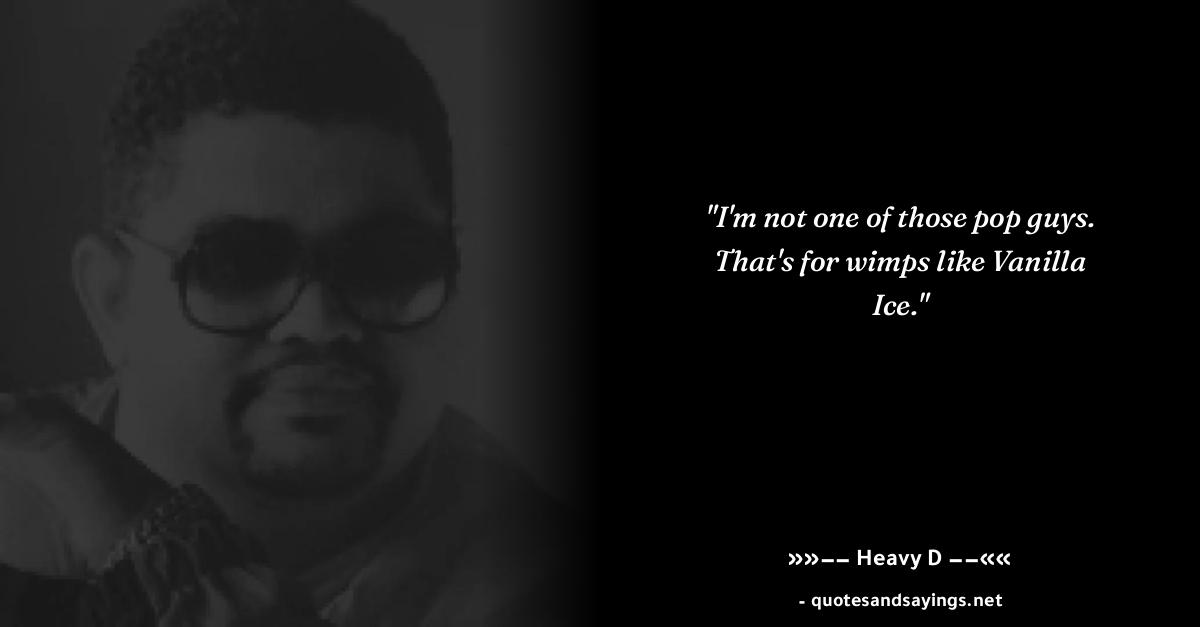 "I'm not one of those pop guys.
That's for wimps like Vanilla
Ice."
»»–– Heavy D ––««
- quotesandsayings.net